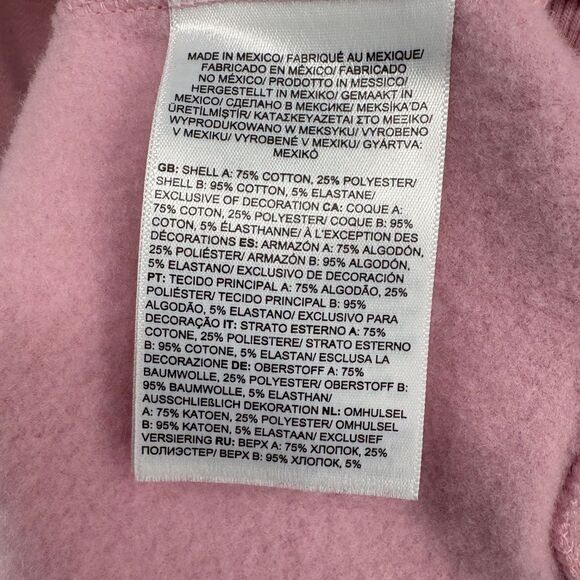 MADE IN MEXICO/ FABRIQUÉ AU MEXIQUE/
FABRICADO EN MÉXICO/ FABRICADO
NO MÉXICO/ PRODOTTO IN MESSICO/
HERGESTELLT IN MEXIKO/ GEMAAKT IN
MEXICO/ СДЕЛАНО В МЕКСИКЕ/ MEKSİKA'DA
ÜRETİLMİŞTİR/ ΚΑΤΑΣΚΕΥΑΖΕΤΑΙ ΣΤΟ ΜΕΞΙΚΟ/
WYPRODUKOWANO W MEKSYKU/ VYROBENO
V MEXIKU/ VYROBENÉ V MEXIKU/ GYÁRTVA:
MEXIKÓ
GB: SHELL A: 75% COTTON, 25% POLYESTER/
SHELL B: 95% COTTON, 5% ELASTANE/
EXCLUSIVE OF DECORATION CA: COQUE A:
75% COTON, 25% POLYESTER/ COQUE B: 95%
COTON, 5% ÉLASTHANNE/ À L'EXCEPTION DES
DÉCORATIONS ES: ARMAZÓN A: 75% ALGODÓN,
25% POLIÉSTER/ ARMAZÓN B: 95% ALGODÓN,
5% ELASTANO/ EXCLUSIVO DE DECORACIÓN
PT: TECIDO PRINCIPAL A: 75% ALGODÃO, 25%
POLIÉSTER/ TECIDO PRINCIPAL B: 95%
ALGODÃO, 5% ELASTANO/ EXCLUSIVO PARA
DECORAÇÃO IT: STRATO ESTERNO A: 75%
COTONE, 25% POLIESTERE/ STRATO ESTERNO
B: 95% COTONE, 5% ELASTAN/ ESCLUSA LA
DECORAZIONE DE: OBERSTOFF A: 75%
BAUMWOLLE, 25% POLYESTER/ OBERSTOFF B:
95% BAUMWOLLE, 5% ELASTHAN/
AUSSCHLIEßLICH DEKORATION NL: OMHULSEL
A: 75% KATOEN, 25% POLYESTER/ OMHULSEL
B: 95% KATOEN, 5% ELASTAAN/ EXCLUSIEF
VERSIERING RU: ВЕРХ А: 75% ХЛОПОК, 25%
ПОЛИЭСТЕР/ ВЕРХ В: 95% ХЛОПОК, 5%